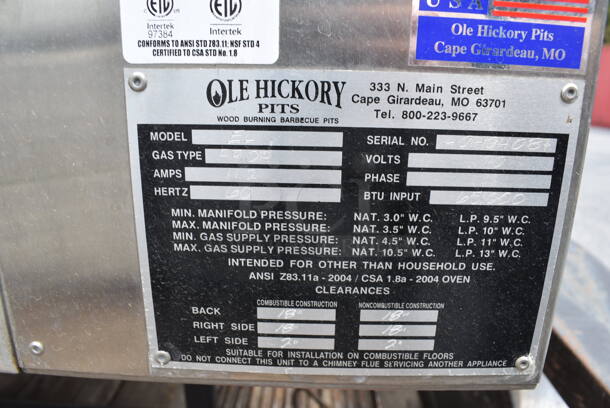 Intertek
97384
Intertek
CONFORMS TO ANSI STD Z83.11; NSF STD 4
CERTIFIED TO CSA STD No. 1.8
USA
Ole Hickory Pits
Cape Girardeau, MO
OLE HICKORY
PITS
WOOD BURNING BARBECUE PITS
333 N. Main Street
Cape Girardeau, MO 63701
Tel. 800-223-9667
MODEL
SERIAL NO.
GAS TYPE
VOLTS
AMPS
PHASE
HERTZ
BTU INPUT
MIN. MANIFOLD PRESSURE: NAT. 3.0" W.C. L.P. 9.5" W.C.
MAX. MANIFOLD PRESSURE: NAT. 3.5" W.C. L.P. 10" W.C.
MIN. GAS SUPPLY PRESSURE: NAT. 4.5" W.C. L.P. 11" W.C.
MAX. GAS SUPPLY PRESSURE: NAT. 10.5" W.C. L.P. 13" W.C.
INTENDED FOR OTHER THAN HOUSEHOLD USE.
ANSI Z83.11a - 2004 / CSA 1.8a - 2004 OVEN
CLEARANCES
COMBUSTIBLE CONSTRUCTION NONCOMBUSTIBLE CONSTRUCTION
BACK 18" 18"
RIGHT SIDE 18 18
LEFT SIDE 2" 2"
SUITABLE FOR INSTALLATION ON COMBUSTIBLE FLOORS
DO NOT CONNECT THIS UNIT TO A CHIMNEY FLUE SERVICING ANOTHER APPLIANCE